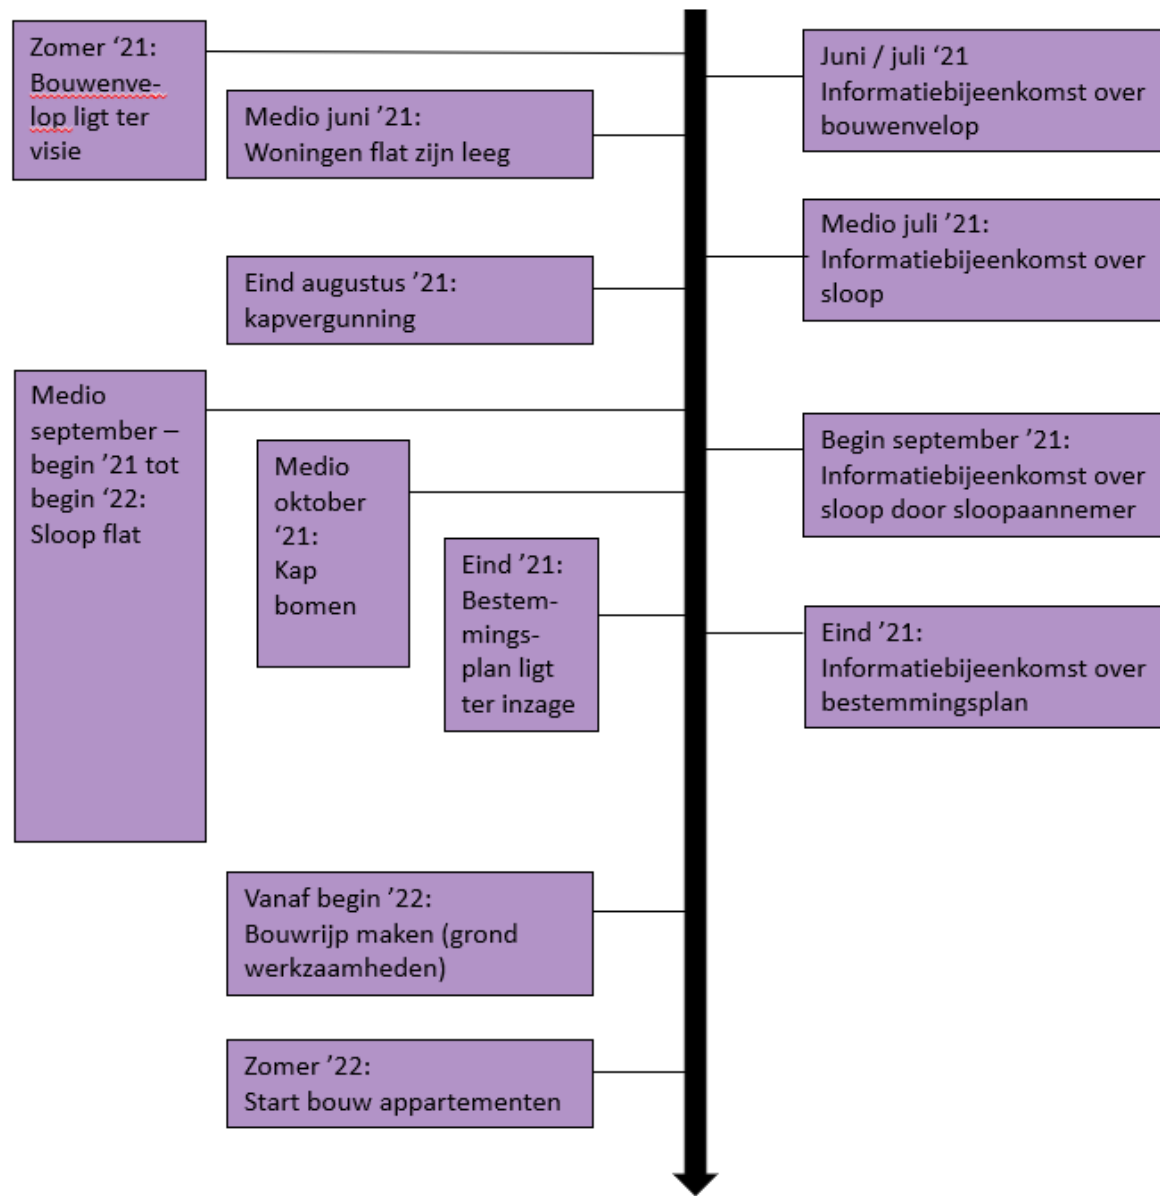 Zomer ‘21:
Bouwenve-
lop ligt ter
visie
Juni / juli ‘21
Informatiebijeenkomst over
bouwenvelop
Medio juni ’21:
Woningen flat zijn leeg
Medio juli ’21:
Informatiebijeenkomst over
sloop
Eind augustus ’21:
kapvergunning
Medio
september –
begin ’21 tot
begin ‘22:
Sloop flat
Begin september ’21:
Informatiebijeenkomst over
sloop door sloopaannemer
Medio
oktober
‘21:
Kap
bomen
Eind ’21:
Bestem-
mings-
plan ligt
ter inzage
Eind ’21:
Informatiebijeenkomst over
bestemmingsplan
Vanaf begin ’22:
Bouwrijp maken (grond
werkzaamheden)
Zomer ’22:
Start bouw appartementen